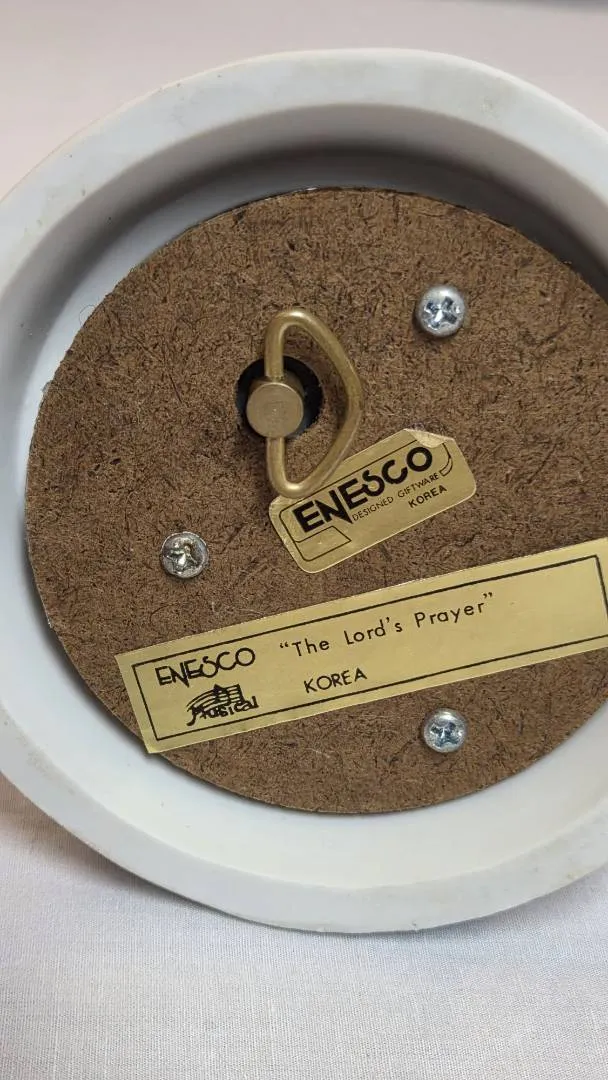 ENESCO
DESIGNED GIFTWARE
KOREA
ENESCO "The Lord's Prayer"
Musical KOREA